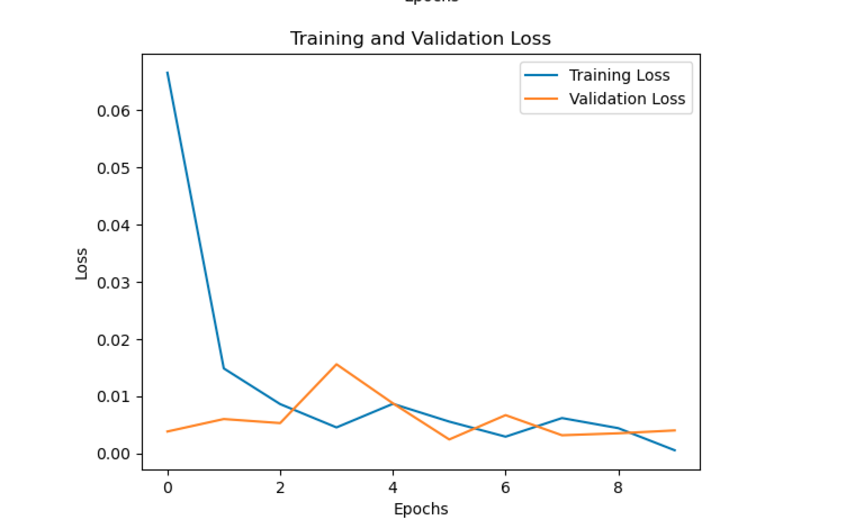 Epochs
Training and Validation Loss
Training Loss
Validation Loss
0.06
0.05
0.04
0.03
0.02
0.01
0.00
Loss
0 2 4 6 8
Epochs